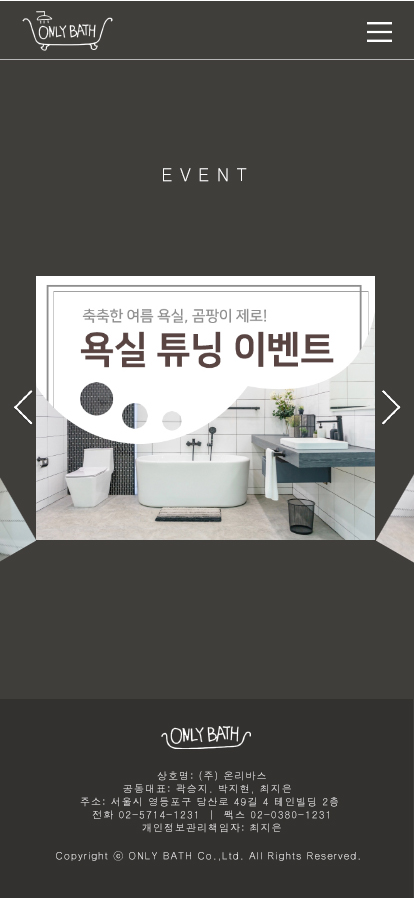 ONLY BATH
EVENT
축축한 여름 욕실, 곰팡이 제로!
욕실 튜닝 이벤트
ONLY BATH
상호명: (주) 온리바스
공동대표: 곽승지, 박지현, 최지은
주소: 서울시 영등포구 당산로 49길 4 테인빌딩 2층
전화 02-5714-1231 | 팩스 02-0380-1231
개인정보관리책임자: 최지은
Copyright ⓒ ONLY BATH Co.,Ltd. All Rights Reserved.